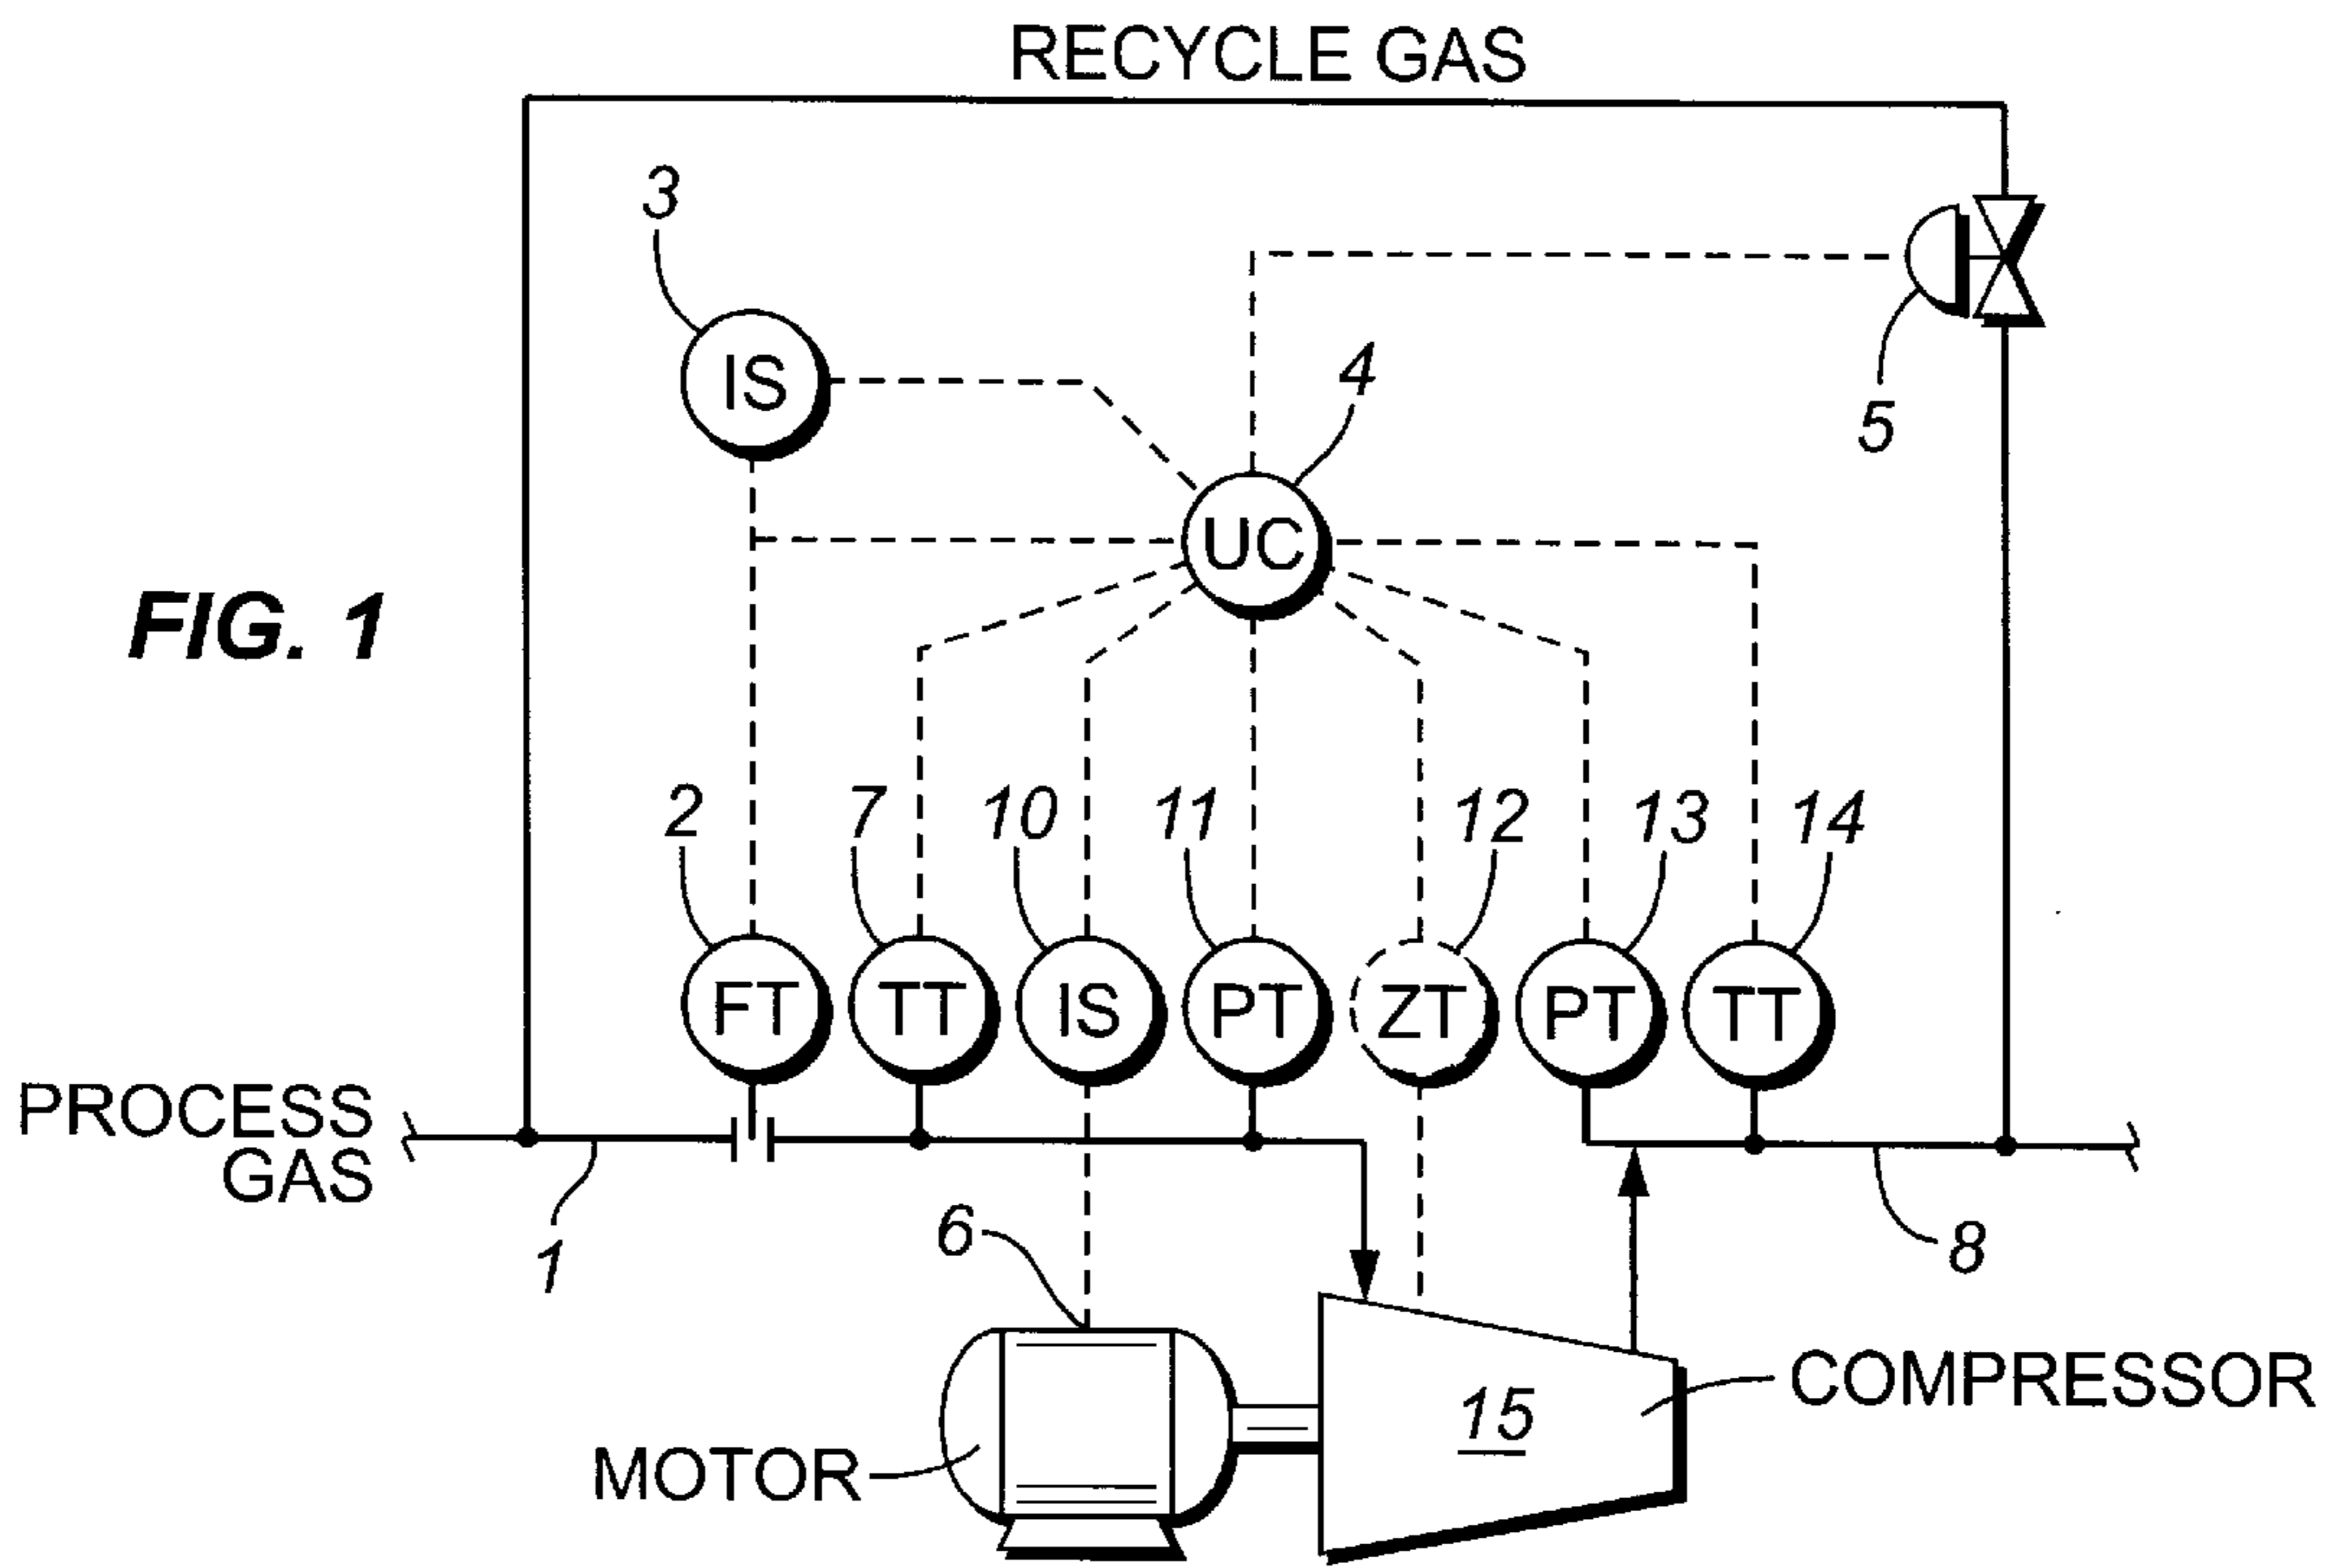 RECYCLE GAS
3
IS
4
5
UC
FIG. 1
2
7
10
11
12
13
14
FT
TT
IS
PT
ZT
PT
TT
PROCESS
GAS
1
6
8
15
COMPRESSOR
MOTOR